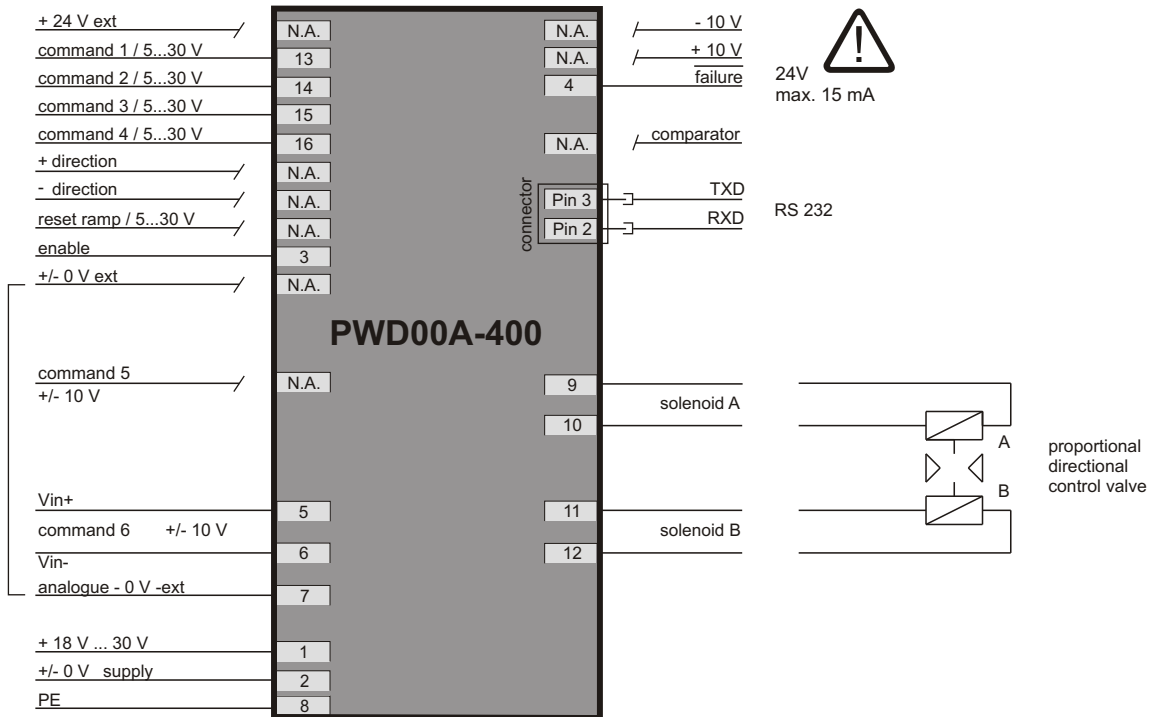 + 24 V ext
N.A.
command 1 / 5...30 V
13
command 2 / 5...30 V
14
command 3 / 5...30 V
15
command 4 / 5...30 V
16
+ direction
N.A.
- direction
N.A.
reset ramp / 5...30 V
N.A.
enable
3
+/- 0 V ext
N.A.
N.A.
- 10 V
N.A.
+ 10 V
4
failure
24V
max. 15 mA
!
N.A.
comparator
connector
Pin 3
TXD
Pin 2
RXD
RS 232
PWD00A-400
command 5
+/- 10 V
N.A.
9
solenoid A
10
A
B
proportional
directional
control valve
Vin+
5
command 6 +/- 10 V
6
Vin-
analogue - 0 V -ext
7
11
solenoid B
12
+ 18 V ... 30 V
1
+/- 0 V supply
2
PE
8